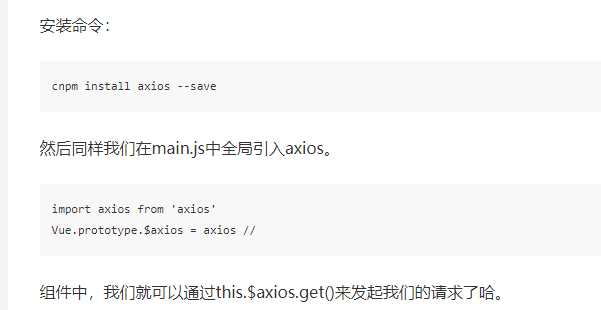 安装命令：
cnpm install axios --save
然后同样我们在main.js中全局引入axios。
import axios from 'axios'
Vue.prototype.$axios = axios //
组件中，我们就可以通过this.$axios.get()来发起我们的请求了哈。